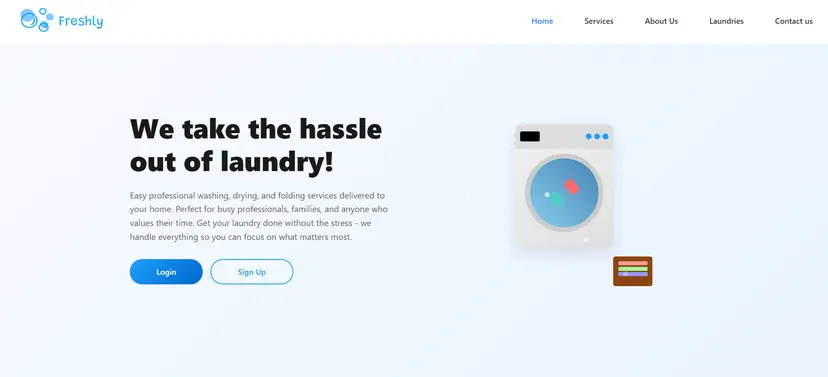 Freshly
Home Services About Us Laundries Contact us
We take the hassle
out of laundry!
Easy professional washing, drying, and folding services delivered to
your home. Perfect for busy professionals, families, and anyone who
values their time. Get your laundry done without the stress - we
handle everything so you can focus on what matters most.
Login Sign Up